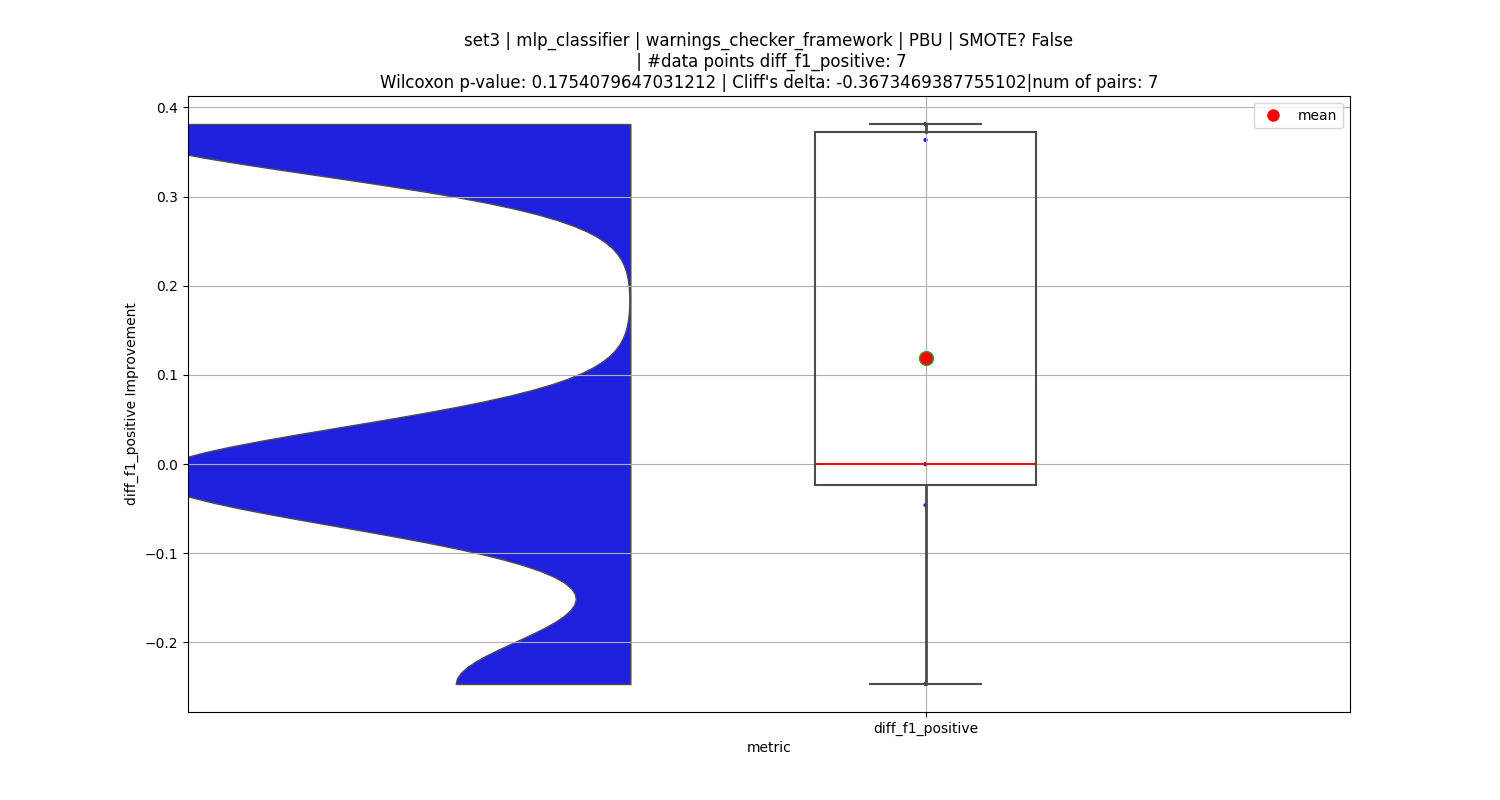 set3 | mlp_classifier | warnings_checker_framework | PBU | SMOTE? False
| #data points diff_f1_positive: 7
Wilcoxon p-value: 0.1754079647031212 | Cliff's delta: -0.3673469387755102|num of pairs: 7
mean
0.4
0.3
0.2
0.1
0.0
−0.1
−0.2
diff_f1_positive Improvement
diff_f1_positive
metric